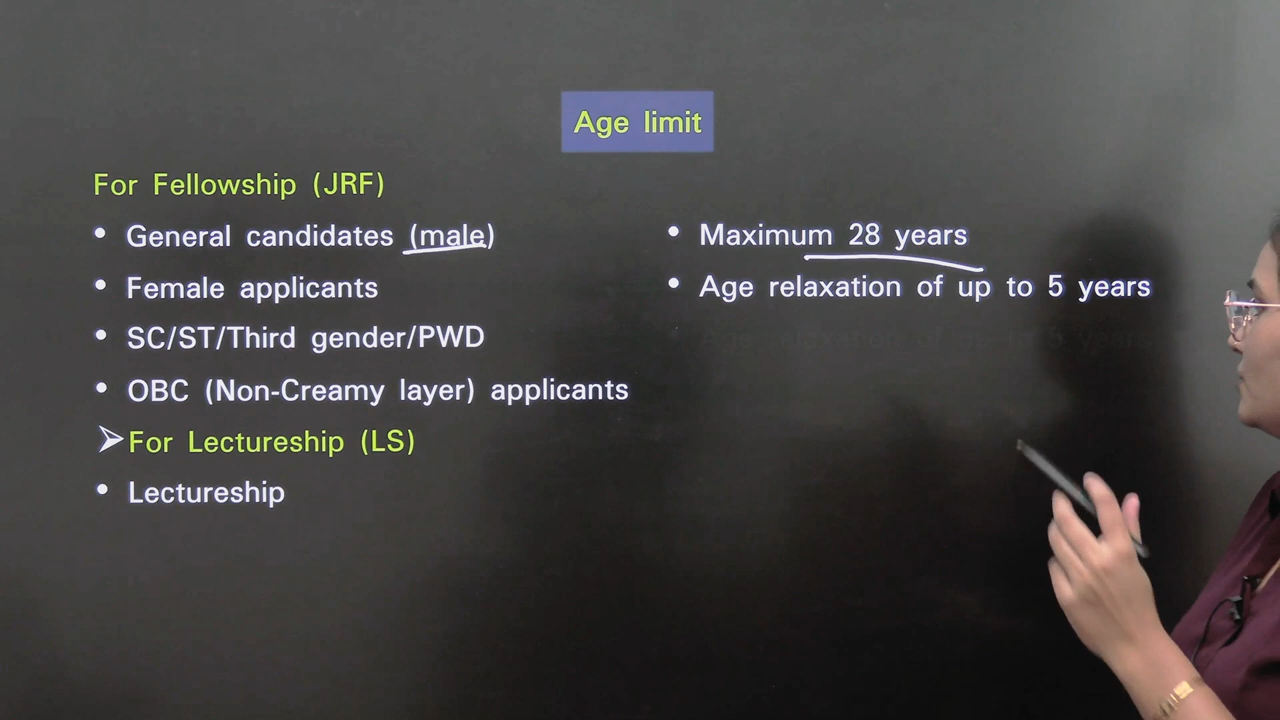 Age limit
For Fellowship (JRF)
• General candidates (male)
• Maximum 28 years
• Female applicants
• Age relaxation of up to 5 years
• SC/ST/Third gender/PWD
• OBC (Non-Creamy layer) applicants
➢ For Lectureship (LS)
• Lectureship